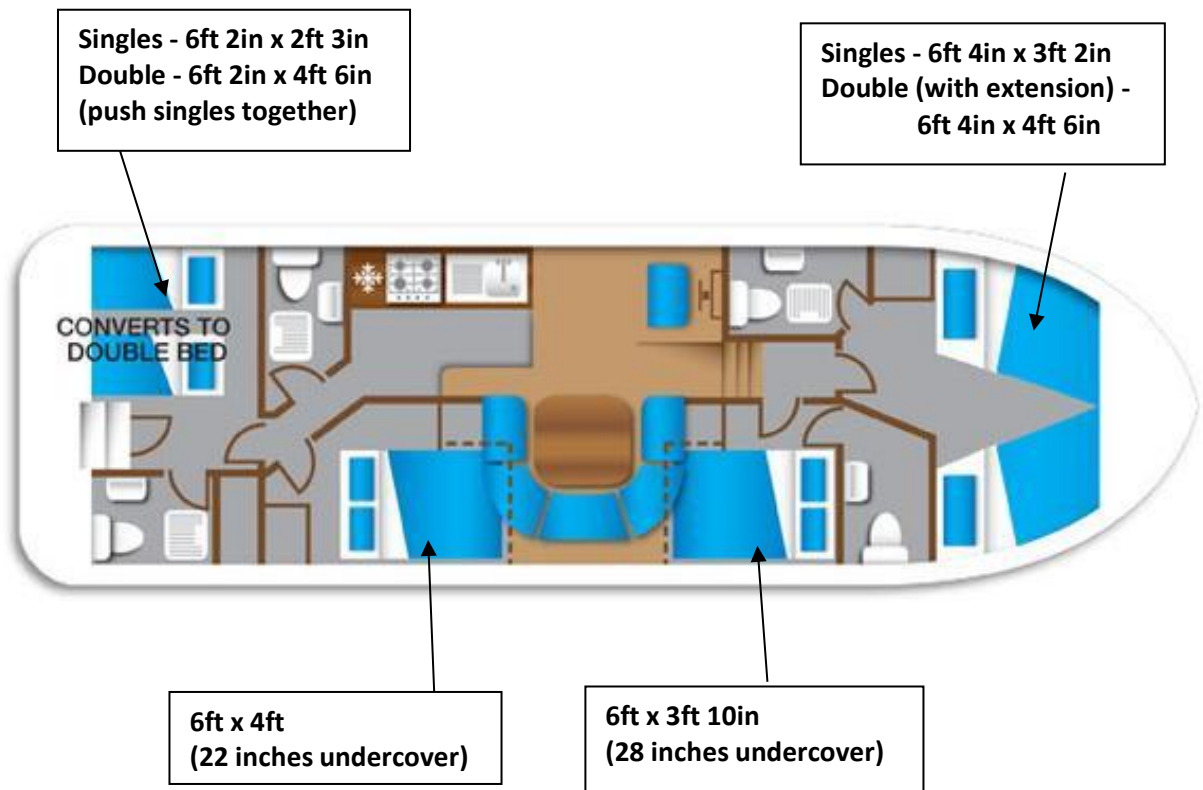 Singles - 6ft 2in x 2ft 3in
Double - 6ft 2in x 4ft 6in
(push singles together)
Singles - 6ft 4in x 3ft 2in
Double (with extension) -
6ft 4in x 4ft 6in
CONVERTS TO
DOUBLE BED
6ft x 4ft
(22 inches undercover)
6ft x 3ft 10in
(28 inches undercover)